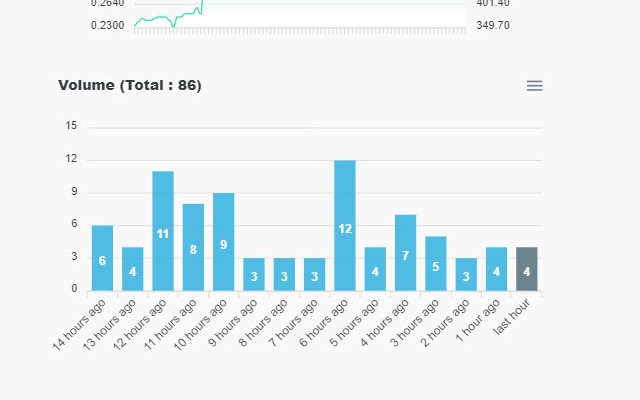 0.2640 401.40
0.2300 349.70
Volume (Total : 86)
15
12
9
6
3
0
6 4 11 8 9 3 3 3 12 4 7 5 3 4 4
14 hours ago
13 hours ago
12 hours ago
11 hours ago
10 hours ago
9 hours ago
8 hours ago
7 hours ago
6 hours ago
5 hours ago
4 hours ago
3 hours ago
2 hours ago
1 hour ago
last hour